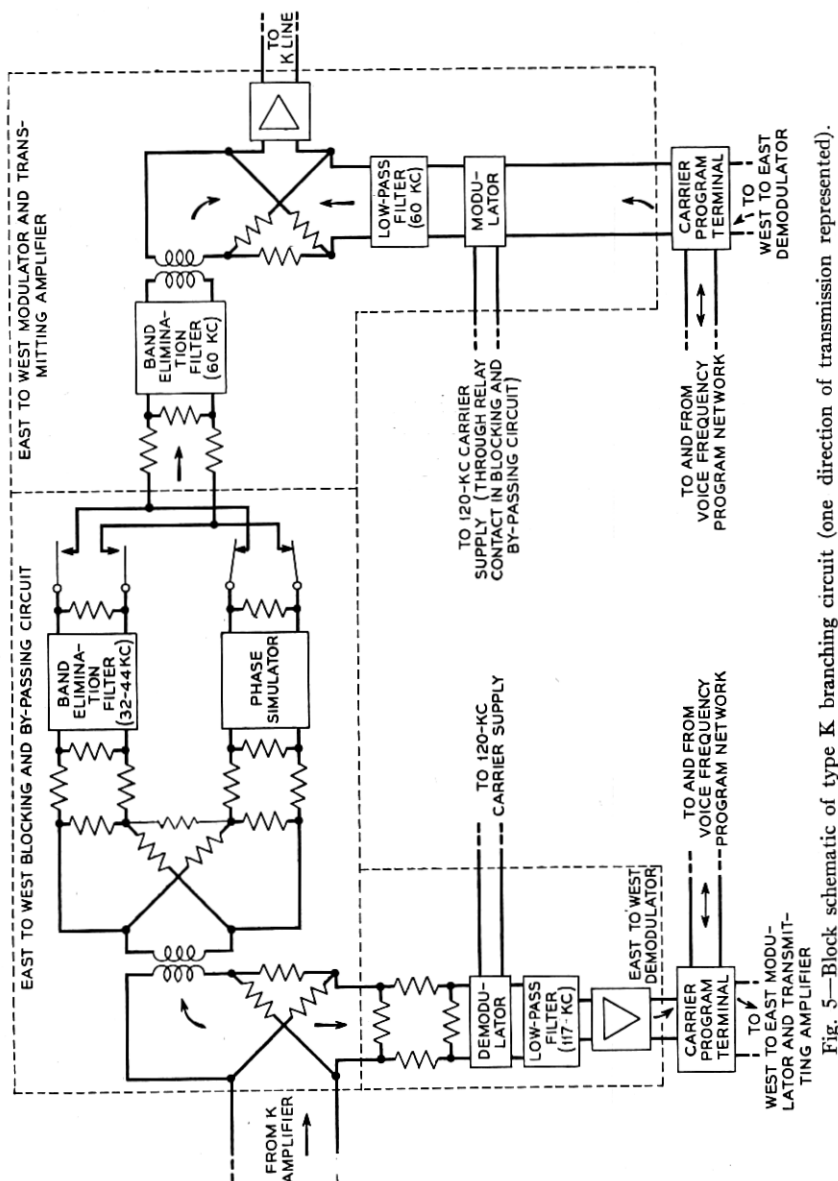 EAST TO WEST BLOCKING AND BY-PASSING CIRCUIT
EAST TO WEST MODULATOR AND TRANS-
MITTING AMPLIFIER
FROM K
AMPLIFIER
BAND
ELIMINA-
TION
FILTER
(32-44KC)
PHASE
SIMULATOR
BAND
ELIMINA-
TION
FILTER
(60 KC)
TO
K LINE
LOW-PASS
FILTER
(60 KC)
MODU-
LATOR
TO 120-KC CARRIER
SUPPLY (THROUGH RELAY
CONTACT IN BLOCKING AND
BY-PASSING CIRCUIT)
CARRIER
PROGRAM
TERMINAL
TO AND FROM
VOICE FREQUENCY
PROGRAM NETWORK
TO
WEST TO EAST
DEMODULATOR
DEMODU-
LATOR
TO 120-KC
CARRIER SUPPLY
LOW-PASS
FILTER
(117-KC)
EAST TO WEST
DEMODULATOR
CARRIER
PROGRAM
TERMINAL
TO AND FROM
VOICE FREQUENCY
PROGRAM NETWORK
TO
WEST TO EAST MODU-
LATOR AND TRANSMIT-
TING AMPLIFIER
Fig. 5—Block schematic of type K branching circuit (one direction of transmission represented).